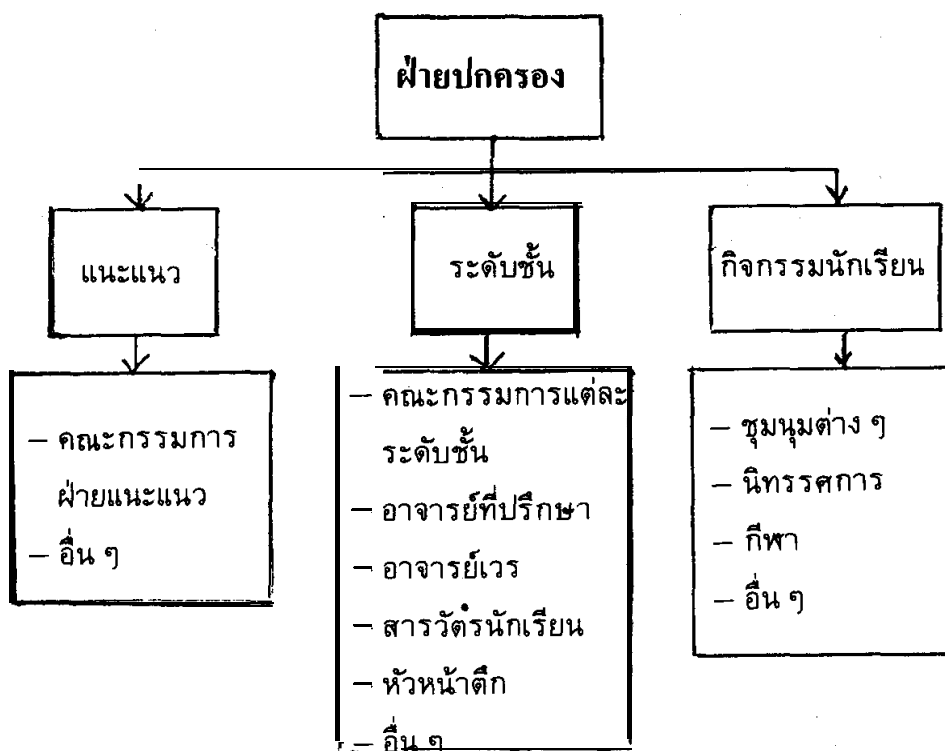 ฝ่ายปกครอง
แนะแนว
ระดับชั้น
กิจกรรมนักเรียน
– คณะกรรมการ
ฝ่ายแนะแนว
– อื่น ๆ
– คณะกรรมการแต่ละ
ระดับชั้น
– อาจารย์ที่ปรึกษา
– อาจารย์เวร
– สารวัตรนักเรียน
– หัวหน้าตึก
– อื่น ๆ
– ชุมนุมต่าง ๆ
– นิทรรศการ
– กีฬา
– อื่น ๆ